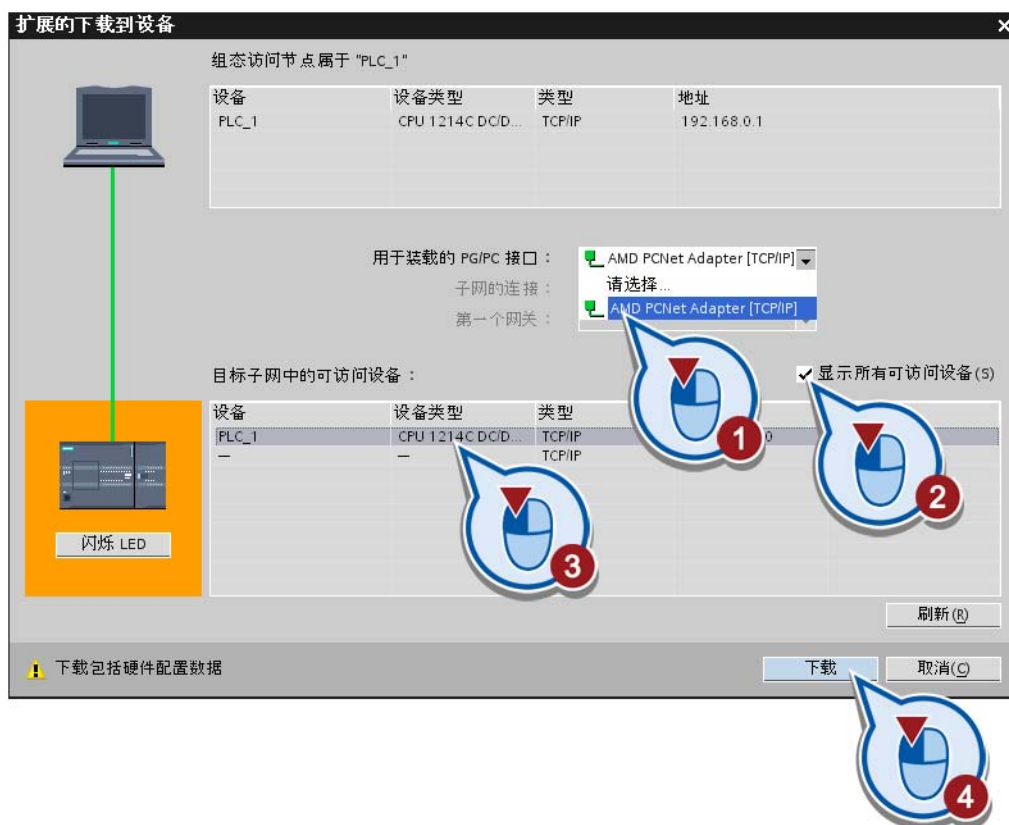 扩展的下载到设备
组态访问节点属于 "PLC_1"
设备 设备类型 类型 地址
PLC_1 CPU 1214C DC/D... TCP/IP 192.168.0.1
用于装载的 PG/PC 接口： AMD PCNet Adapter [TCP/IP]
子网的连接： 请选择...
第一个网关： AMD PCNet Adapter [TCP/IP]
目标子网中的可访问设备： 显示所有可访问设备(S)
设备 设备类型 类型
PLC_1 CPU 1214C DC/D... TCP/IP
— — TCP/IP
1
2
3
闪烁 LED
刷新(R)
下载包括硬件配置数据 下载 取消(C)
4